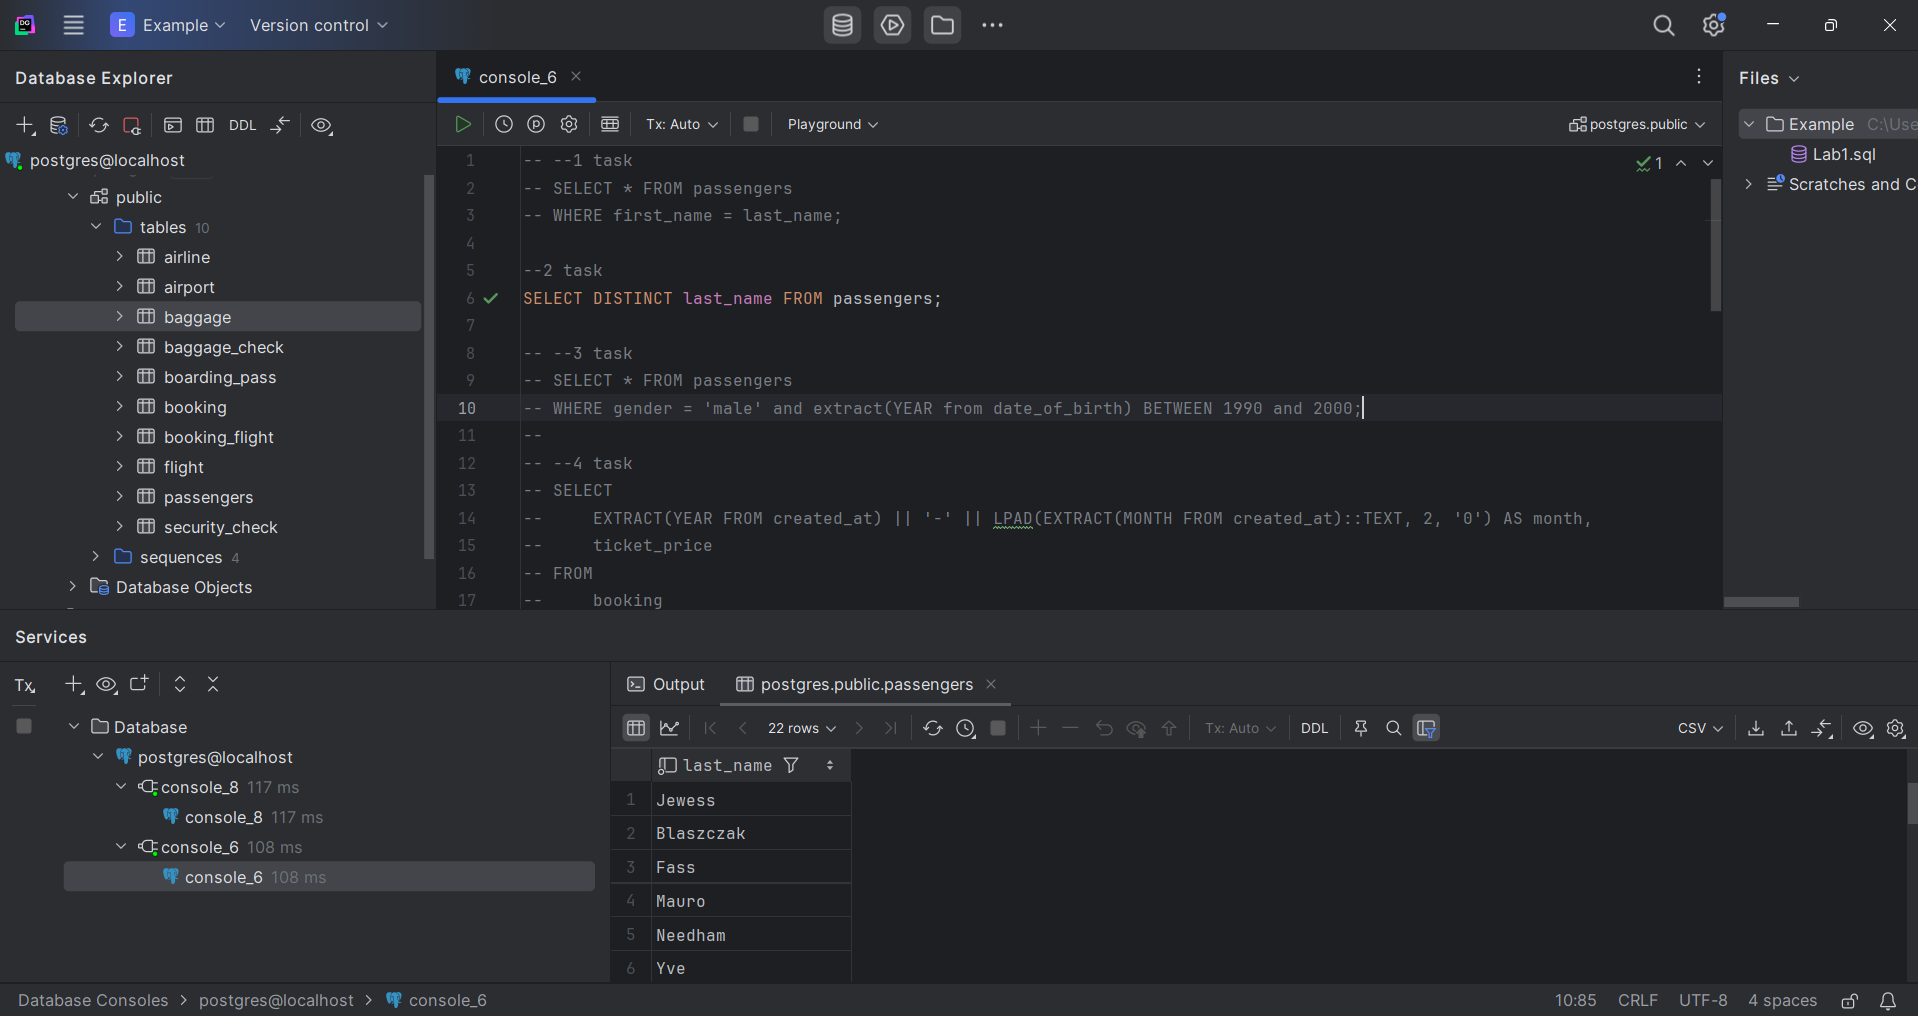 E Example Version control
Database Explorer
DDL
postgres@localhost
public
tables 10
airline
airport
baggage
baggage_check
boarding_pass
booking
booking_flight
flight
passengers
security_check
sequences 4
Database Objects
console_6
Tx: Auto Playground postgres.public
1
1 -- --1 task
2 -- SELECT * FROM passengers
3 -- WHERE first_name = last_name;
4
5 --2 task
6 SELECT DISTINCT last_name FROM passengers;
7
8 -- --3 task
9 -- SELECT * FROM passengers
10 -- WHERE gender = 'male' and extract(YEAR from date_of_birth) BETWEEN 1990 and 2000;
11 --
12 -- --4 task
13 -- SELECT
14 --     EXTRACT(YEAR FROM created_at) || '-' || LPAD(EXTRACT(MONTH FROM created_at)::TEXT, 2, '0') AS month,
15 --     ticket_price
16 -- FROM
17 --     booking
Files
Example C:\Use
Lab1.sql
Scratches and C
Services
Tx
Database
postgres@localhost
console_8 117 ms
console_8 117 ms
console_6 108 ms
console_6 108 ms
Output postgres.public.passengers
22 rows Tx: Auto DDL CSV
last_name
1 Jewess
2 Blaszczak
3 Fass
4 Mauro
5 Needham
6 Yve
Database Consoles > postgres@localhost > console_6
10:85 CRLF UTF-8 4 spaces